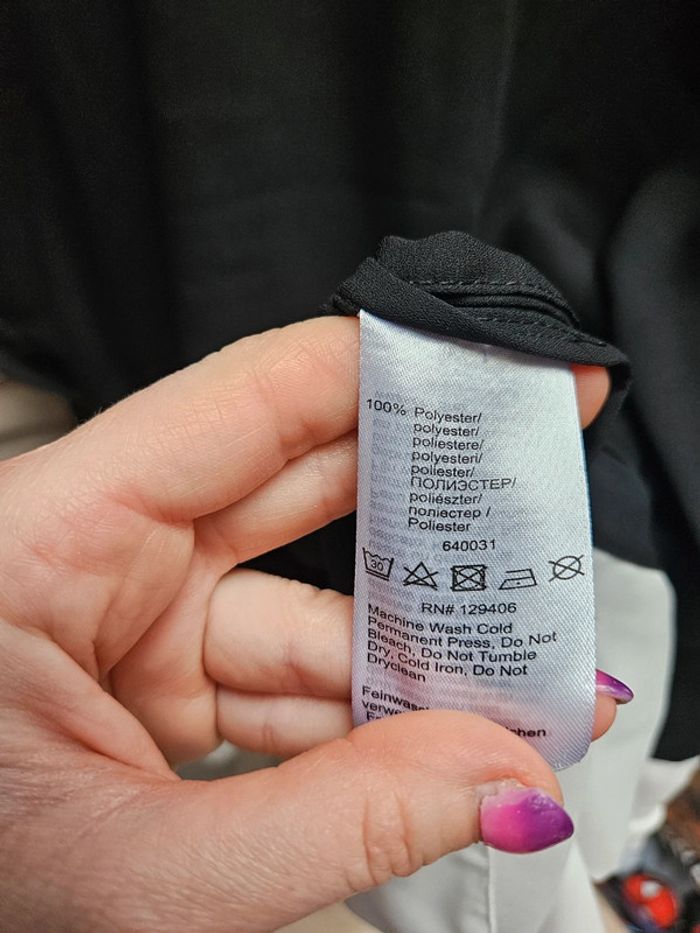 100% Polyester/
polyester/
poliestere/
polyesteri/
poliester/
ПОЛИЭСТЕР/
poliészter/
поліестер /
Poliester
640031
30
RN# 129406
Machine Wash Cold
Permanent Press, Do Not
Bleach, Do Not Tumble
Dry, Cold Iron, Do Not
Dryclean